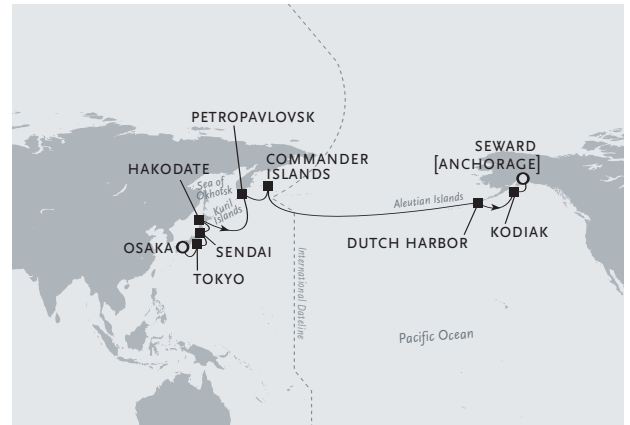 PETROPAVLOVSK
SEWARD
[ANCHORAGE]
COMMANDER
ISLANDS
HAKODATE
Sea of
Okhotsk
Kuril
Islands
Aleutian Islands
OSAKA
SENDAI
DUTCH HARBOR
KODIAK
TOKYO
International Dateline
Pacific Ocean